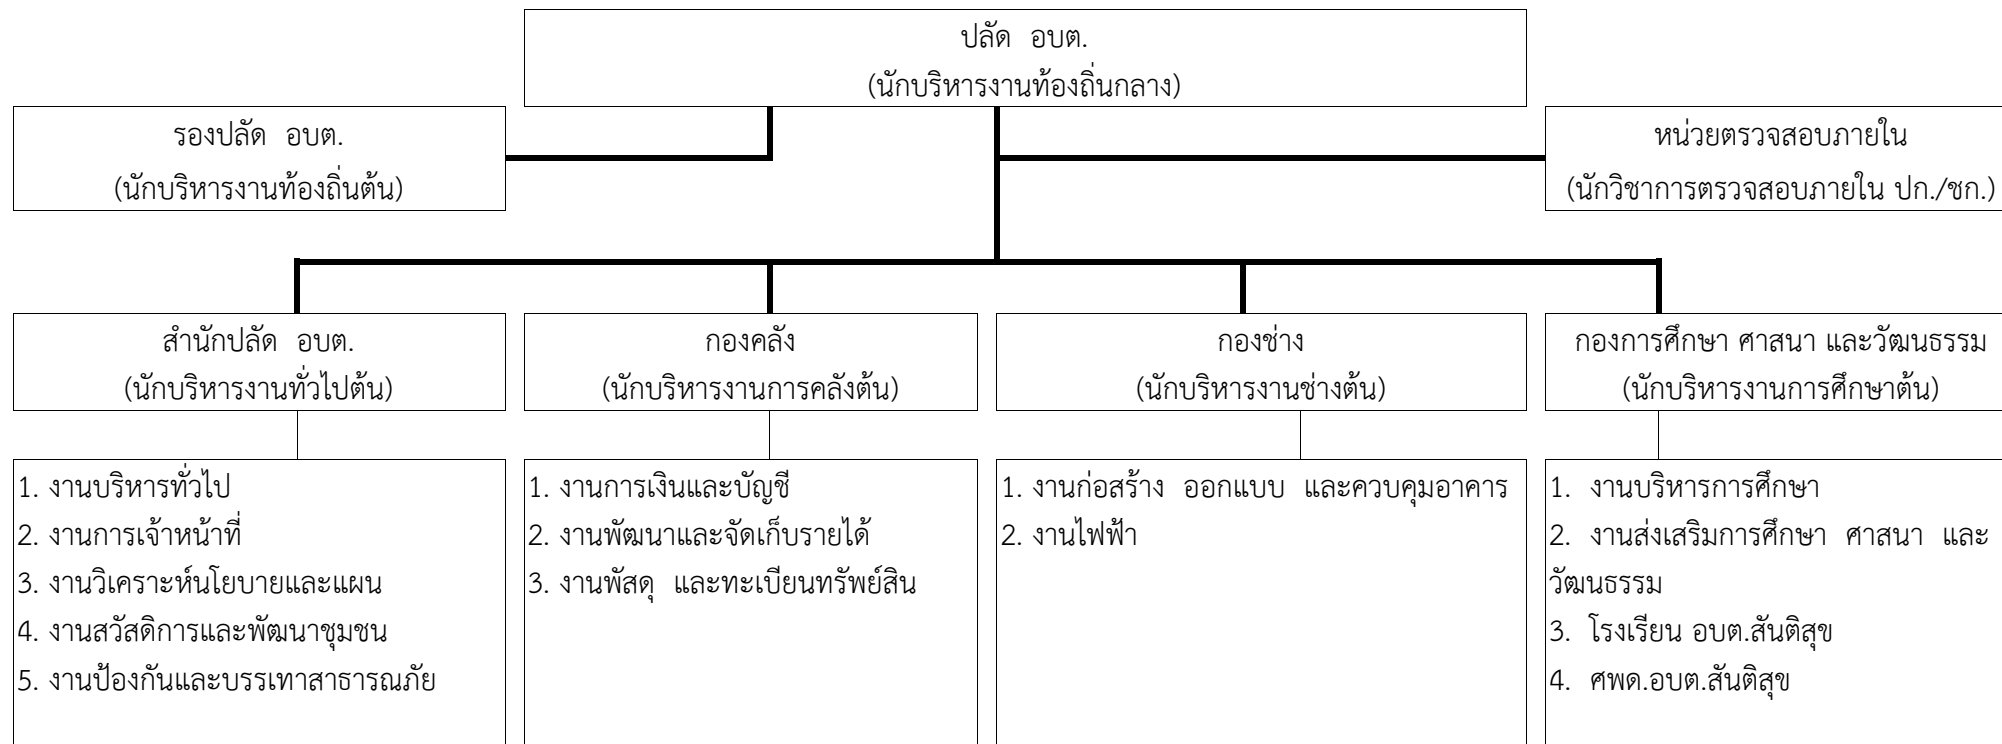 ปลัด อบต.
(นักบริหารงานท้องถิ่นกลาง)
รองปลัด อบต.
(นักบริหารงานท้องถิ่นต้น)
หน่วยตรวจสอบภายใน
(นักวิชาการตรวจสอบภายใน ปก./ชก.)
สำนักปลัด อบต.
(นักบริหารงานทั่วไปต้น)
กองคลัง
(นักบริหารงานการคลังต้น)
กองช่าง
(นักบริหารงานช่างต้น)
กองการศึกษา ศาสนา และวัฒนธรรม
(นักบริหารงานการศึกษาต้น)
1. งานบริหารทั่วไป
2. งานการเจ้าหน้าที่
3. งานวิเคราะห์นโยบายและแผน
4. งานสวัสดิการและพัฒนาชุมชน
5. งานป้องกันและบรรเทาสาธารณภัย
1. งานการเงินและบัญชี
2. งานพัฒนาและจัดเก็บรายได้
3. งานพัสดุ และทะเบียนทรัพย์สิน
1. งานก่อสร้าง ออกแบบ และควบคุมอาคาร
2. งานไฟฟ้า
1. งานบริหารการศึกษา
2. งานส่งเสริมการศึกษา ศาสนา และ
วัฒนธรรม
3. โรงเรียน อบต.สันติสุข
4. ศพด.อบต.สันติสุข